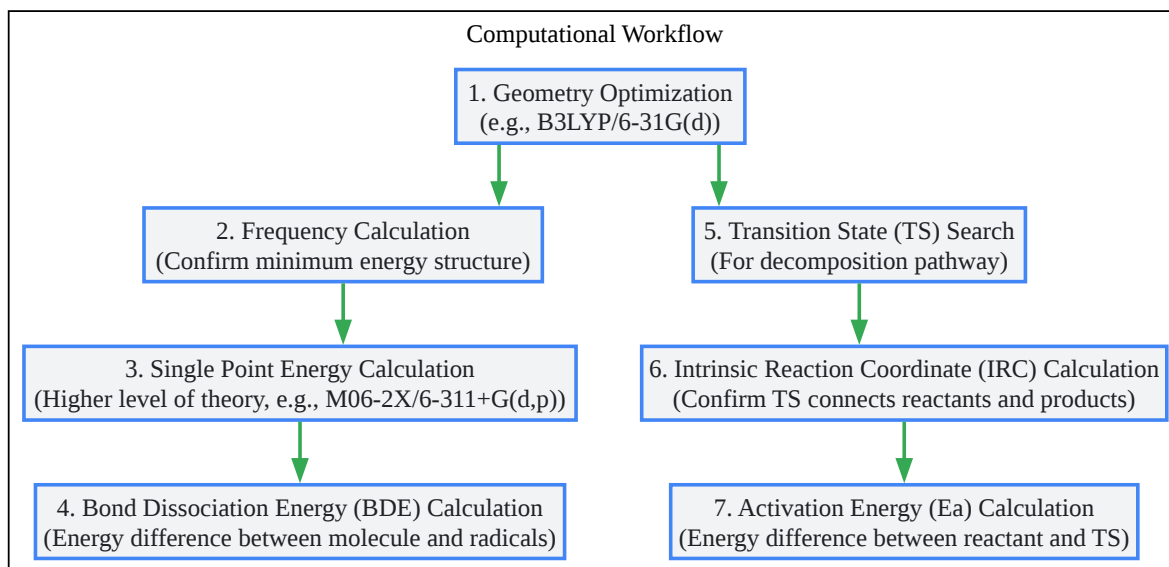 Computational Workflow
1. Geometry Optimization
(e.g., B3LYP/6-31G(d))
2. Frequency Calculation
(Confirm minimum energy structure)
3. Single Point Energy Calculation
(Higher level of theory, e.g., M06-2X/6-311+G(d,p))
4. Bond Dissociation Energy (BDE) Calculation
(Energy difference between molecule and radicals)
5. Transition State (TS) Search
(For decomposition pathway)
6. Intrinsic Reaction Coordinate (IRC) Calculation
(Confirm TS connects reactants and products)
7. Activation Energy (Ea) Calculation
(Energy difference between reactant and TS)